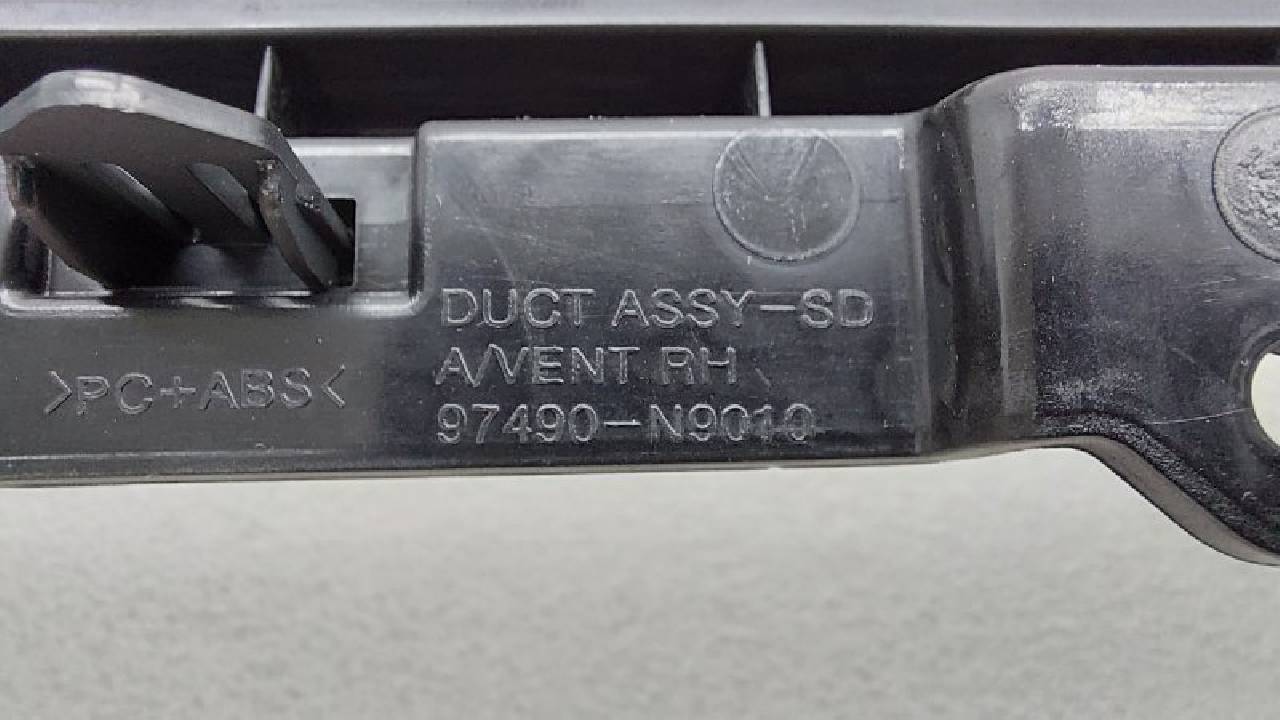 DUCT ASSY-SD
A/VENT RH
97490-N9010
>PC+ABS<